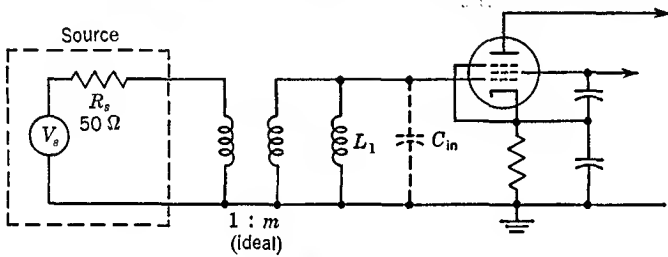 Source
R_s
50 Ω
V_s
L_1
C_in
1 : m
(ideal)